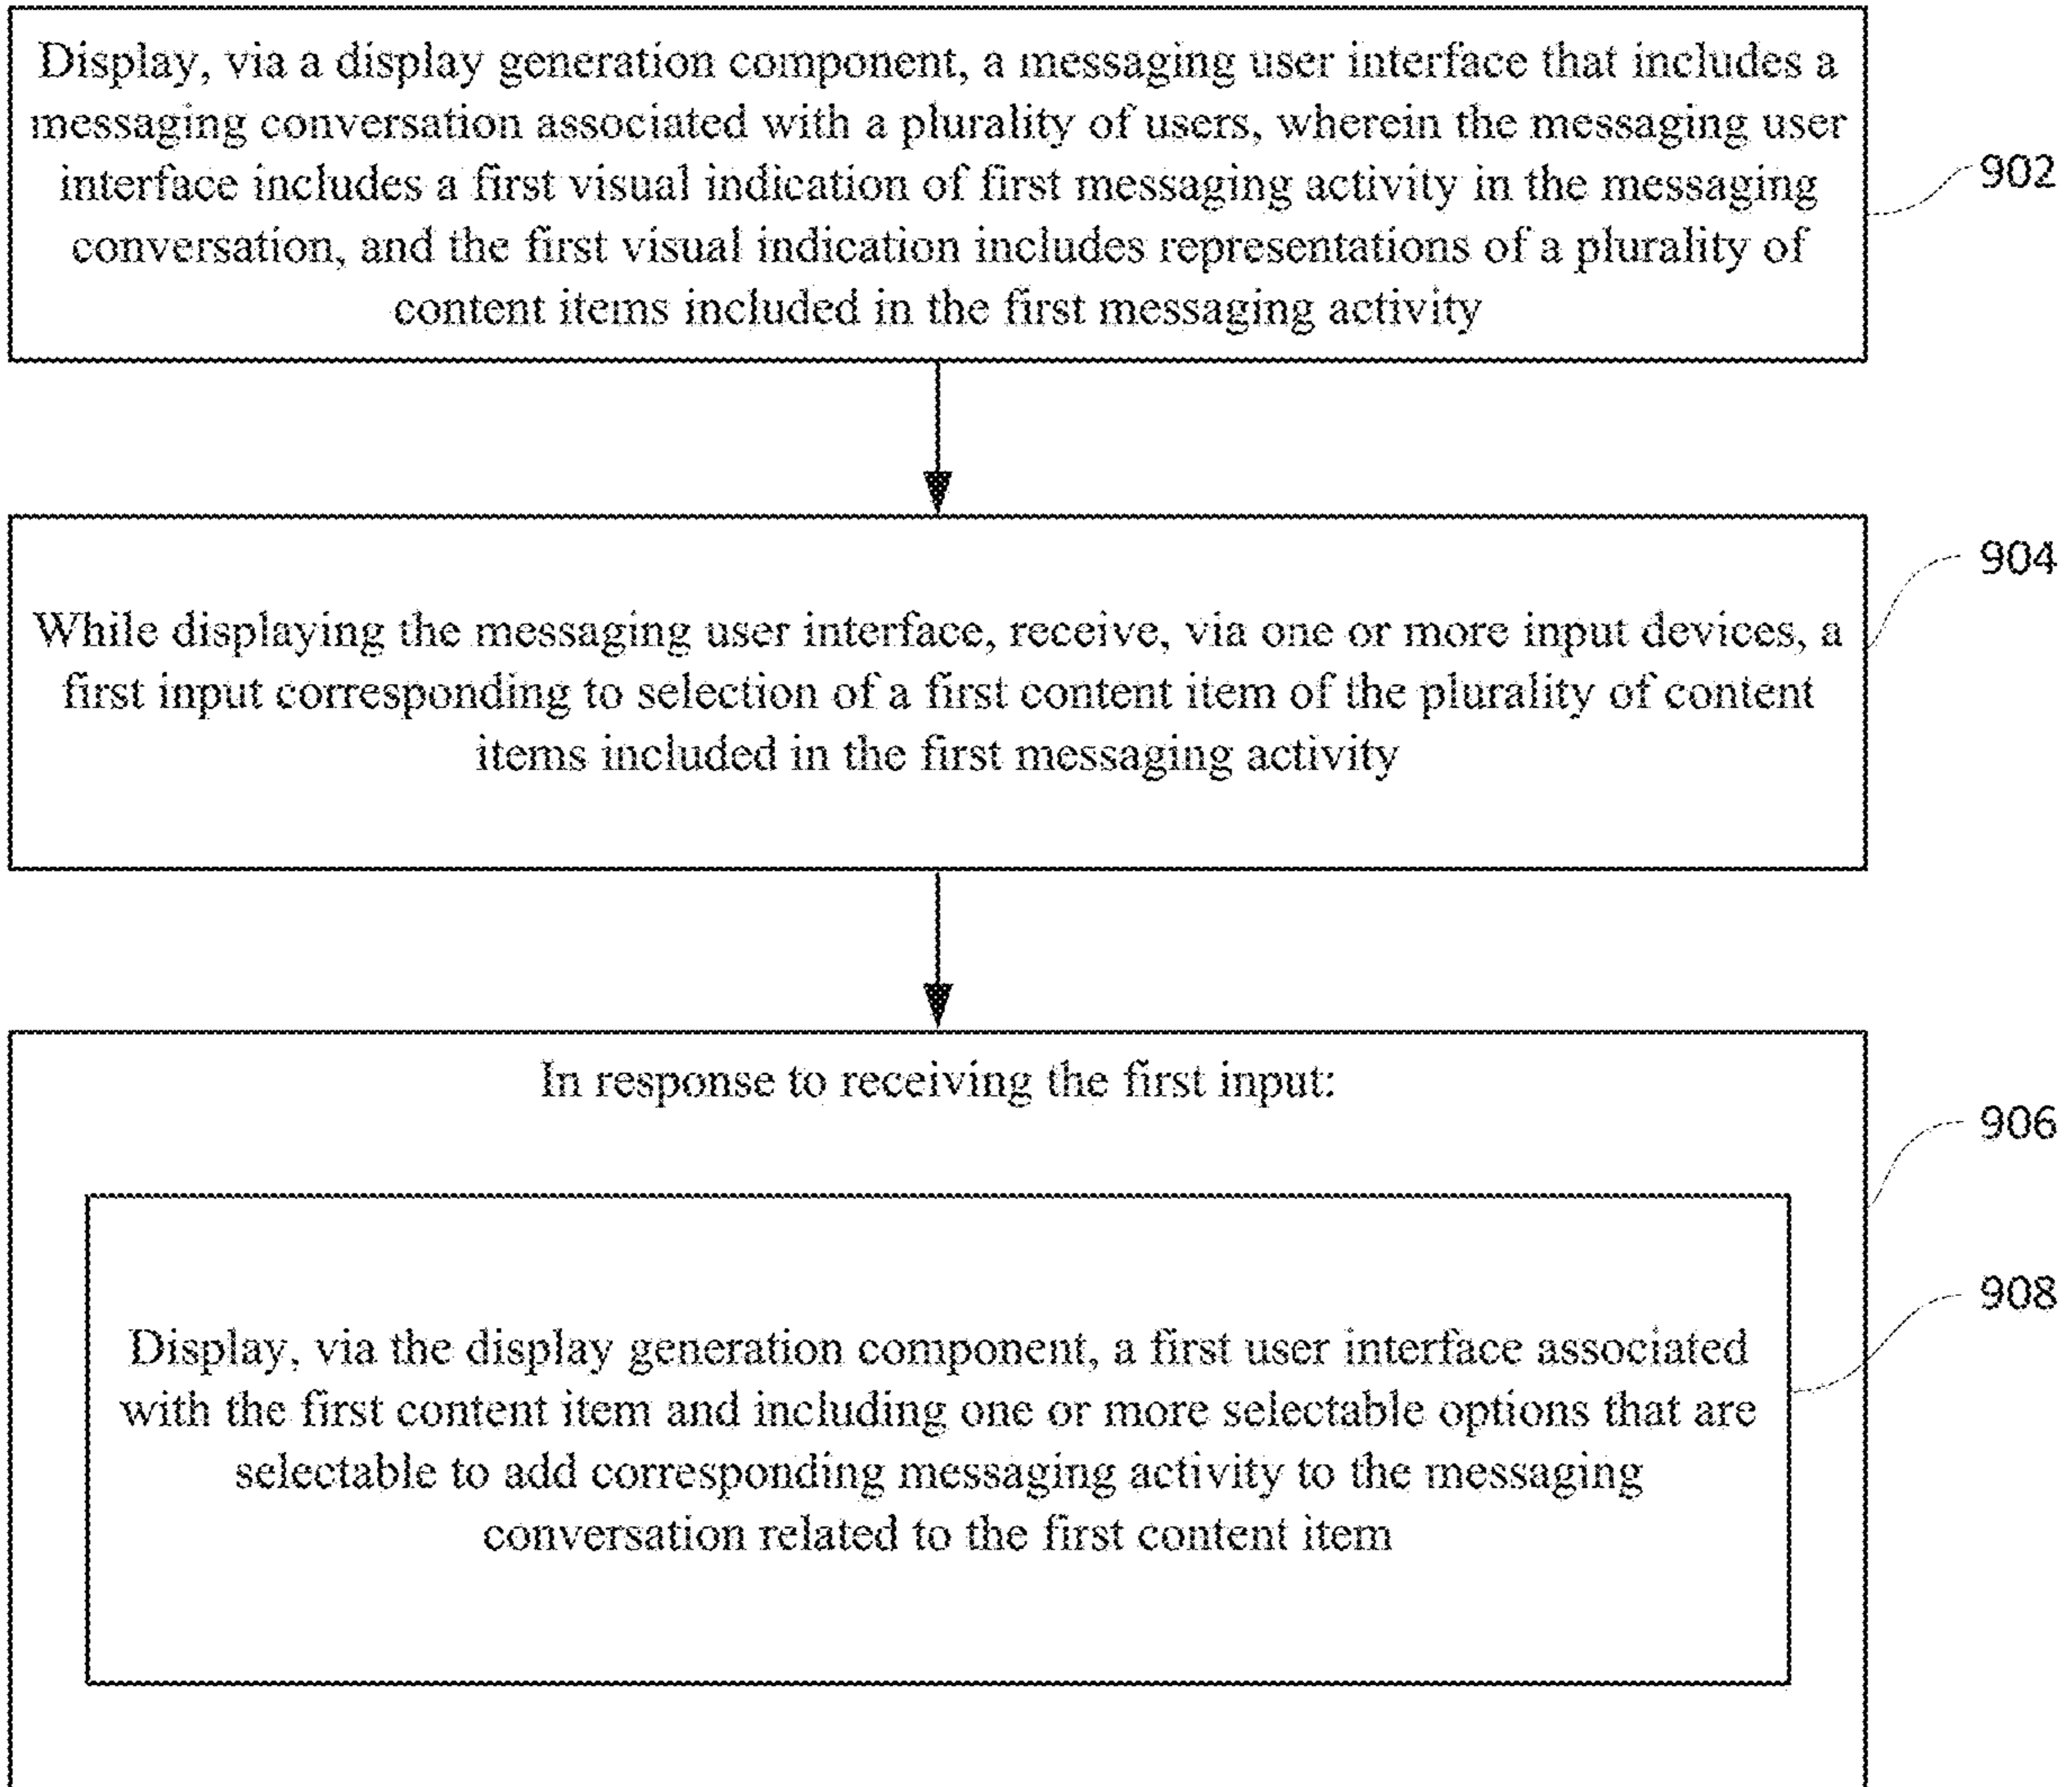 Display, via a display generation component, a messaging user interface that includes a
messaging conversation associated with a plurality of users, wherein the messaging user
interface includes a first visual indication of first messaging activity in the messaging
conversation, and the first visual indication includes representations of a plurality of
content items included in the first messaging activity
902
While displaying the messaging user interface, receive, via one or more input devices, a
first input corresponding to selection of a first content item of the plurality of content
items included in the first messaging activity
904
In response to receiving the first input:
906
Display, via the display generation component, a first user interface associated
with the first content item and including one or more selectable options that are
selectable to add corresponding messaging activity to the messaging
conversation related to the first content item
908